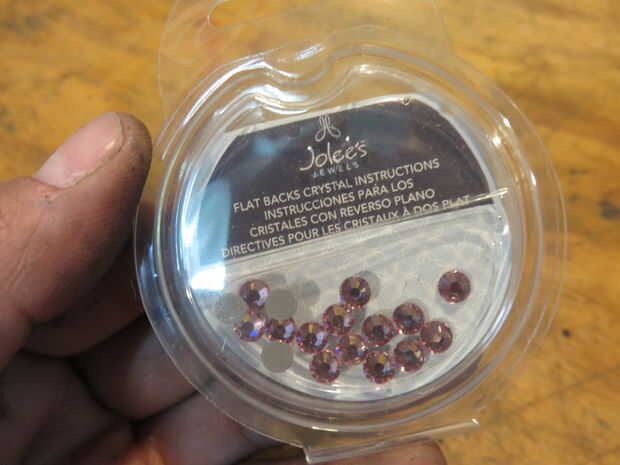 Jolee's
JEWELS
FLAT BACKS CRYSTAL INSTRUCTIONS
INSTRUCCIONES PARA LOS
CRISTALES CON REVERSO PLANO
DIRECTIVES POUR LES CRISTAUX À DOS PLAT